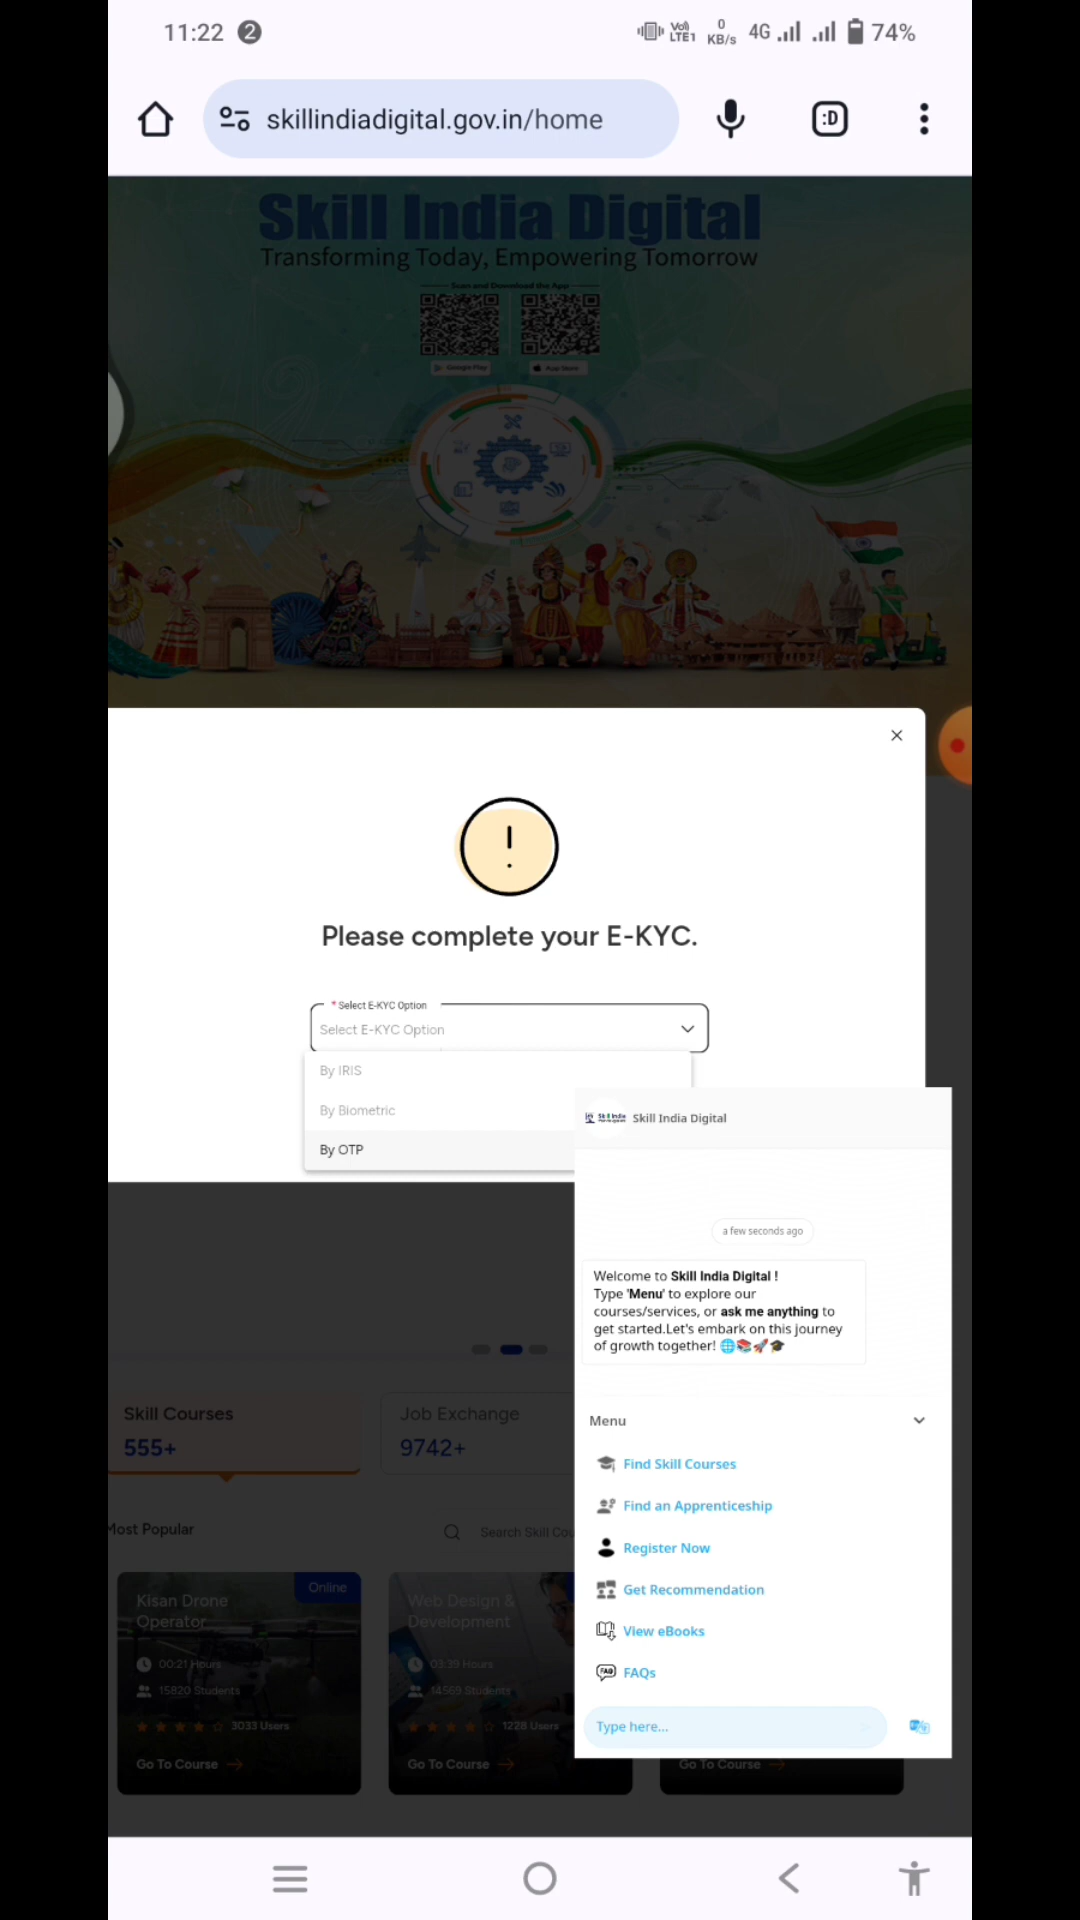 11:22 2
Vo) LTE1 0 KB/s 4G 74%
skillindiadigital.gov.in/home
:D
Skill India Digital
Transforming Today, Empowering Tomorrow
Scan and Download the App
Google Play App Store
Please complete your E-KYC.
* Select E-KYC Option
Select E-KYC Option
By IRIS
By Biometric
By OTP
Skill India Digital
a few seconds ago
Welcome to Skill India Digital !
Type 'Menu' to explore our
courses/services, or ask me anything to
get started.Let's embark on this journey
of growth together! 🌐📚🚀🎓
Menu
Find Skill Courses
Find an Apprenticeship
Register Now
Get Recommendation
View eBooks
FAQ FAQs
Type here...
Skill Courses
555+
Job Exchange
9742+
Most Popular
Search Skill Cou
Kisan Drone
Operator
Online
00:21 Hours
15820 Students
3033 Users
Go To Course
Web Design &
Development
03:39 Hours
14569 Students
1228 Users
Go To Course
Go To Course